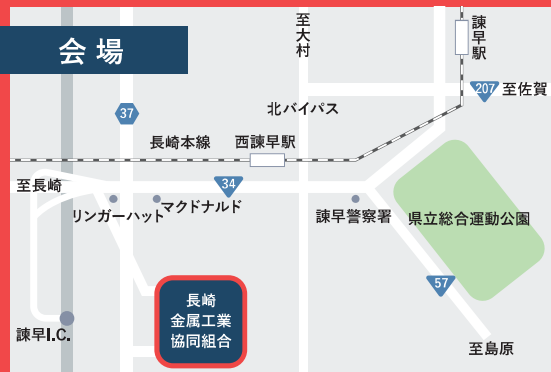 会場
至大村
諫早駅
207
至佐賀
37
北バイパス
長崎本線
西諫早駅
至長崎
34
リンガーハット
マクドナルド
諫早警察署
県立総合運動公園
長崎
金属工業
協同組合
57
諫早I.C.
至島原